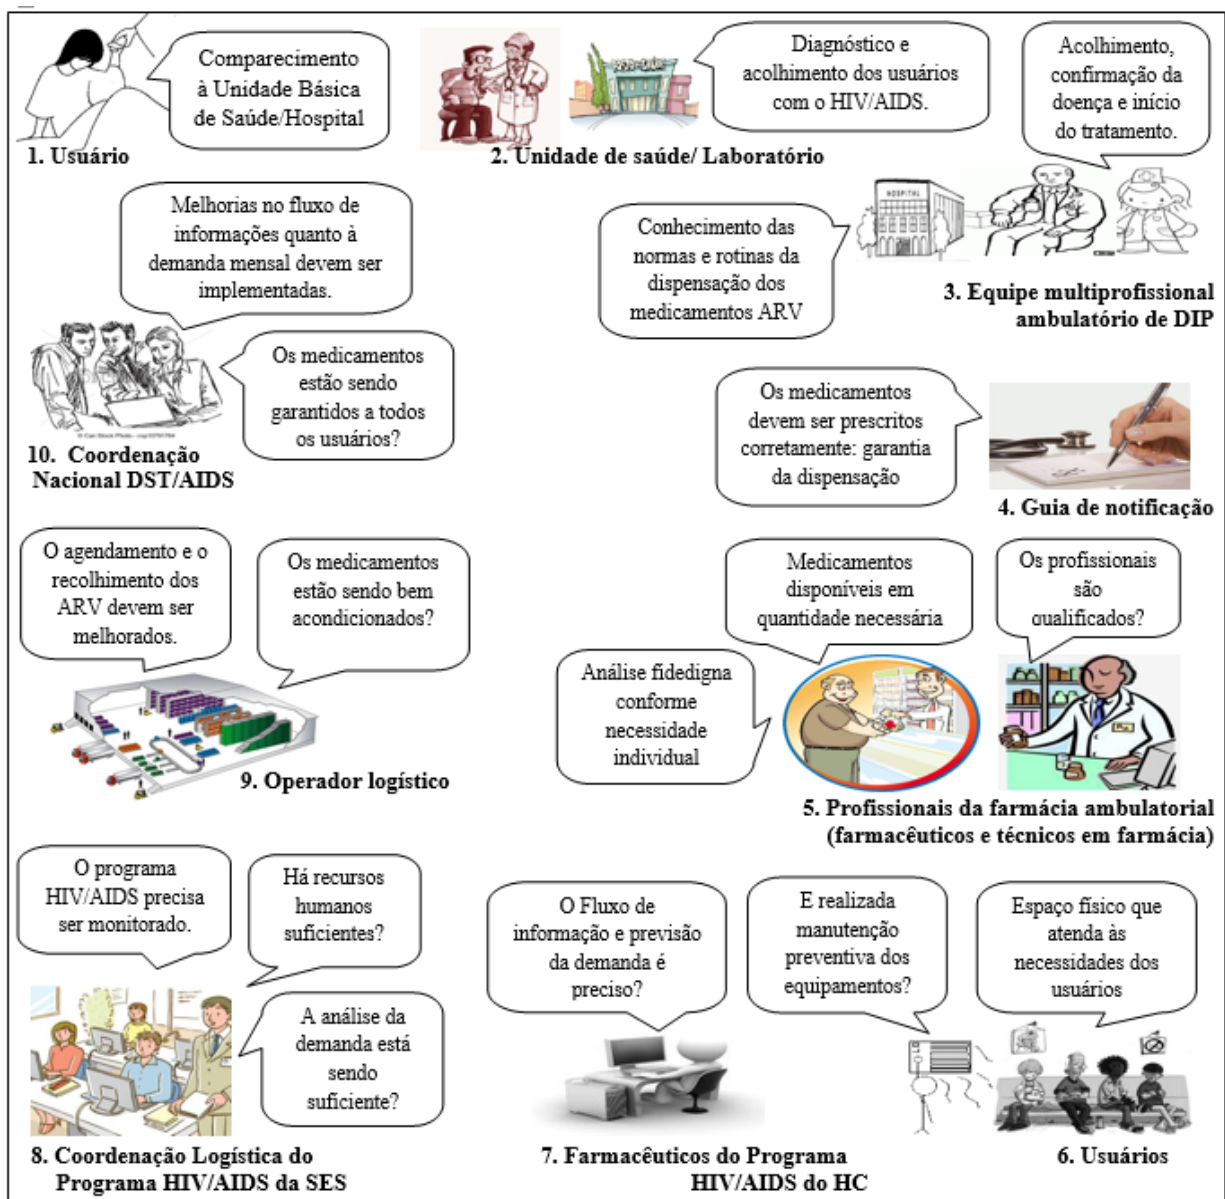 Comparecimento
à Unidade Básica
de Saúde/Hospital
1. Usuário
Diagnóstico e
acolhimento dos usuários
com o HIV/AIDS.
2. Unidade de saúde/ Laboratório
Acolhimento,
confirmação da
doença e início
do tratamento.
HOSPITAL
Conhecimento das
normas e rotinas da
dispensação dos
medicamentos ARV
3. Equipe multiprofissional
ambulatório de DIP
Melhorias no fluxo de
informações quanto à
demanda mensal devem ser
implementadas.
Os medicamentos
estão sendo
garantidos a todos
os usuários?
10. Coordenação
Nacional DST/AIDS
Os medicamentos
devem ser prescritos
corretamente: garantia
da dispensação
4. Guia de notificação
O agendamento e o
recolhimento dos
ARV devem ser
melhorados.
Os medicamentos
estão sendo bem
acondicionados?
9. Operador logístico
Medicamentos
disponíveis em
quantidade necessária
Os profissionais
são
qualificados?
Análise fidedigna
conforme
necessidade
individual
5. Profissionais da farmácia ambulatorial
(farmacêuticos e técnicos em farmácia)
O programa
HIV/AIDS precisa
ser monitorado.
Há recursos
humanos
suficientes?
A análise da
demanda está
sendo
suficiente?
8. Coordenação Logística do
Programa HIV/AIDS da SES
O Fluxo de
informação e previsão
da demanda é
preciso?
E realizada
manutenção
preventiva dos
equipamentos?
7. Farmacêuticos do Programa
HIV/AIDS do HC
Espaço físico que
atenda às
necessidades dos
usuários
6. Usuários